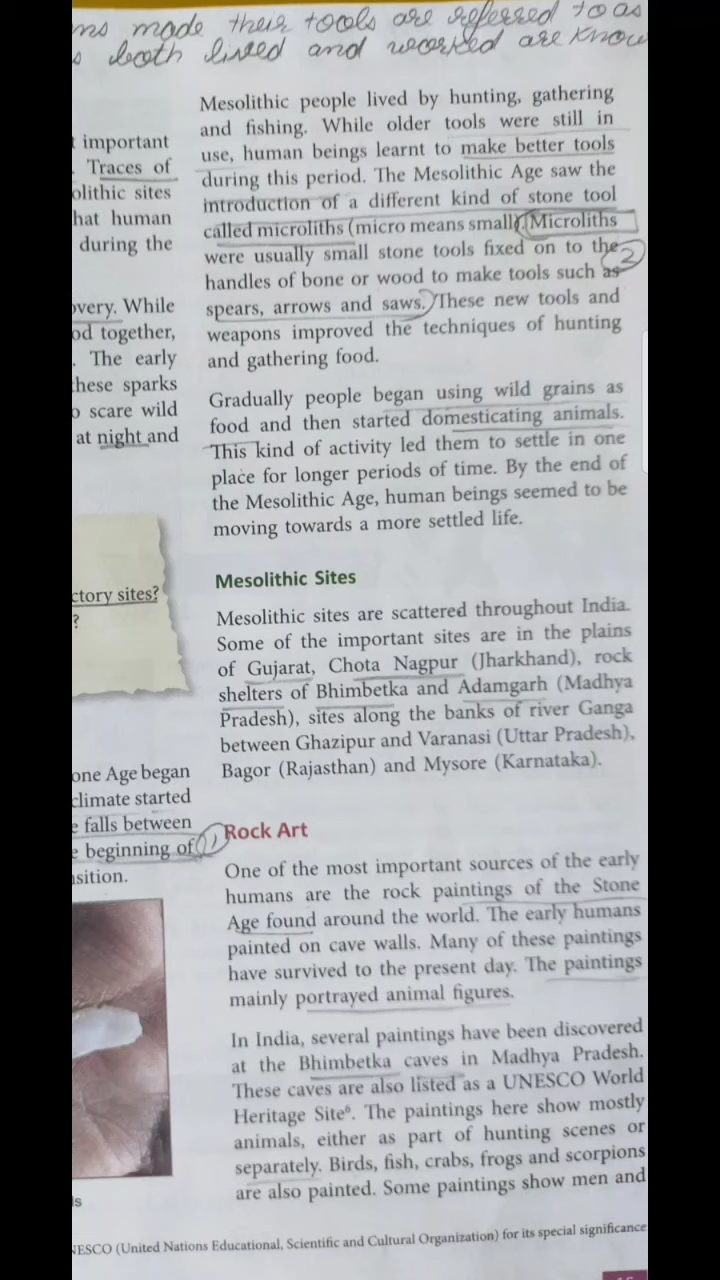 ms made their tools are referred to as
s both lived and worked are know
t important
. Traces of
olithic sites
hat human
during the
overy. While
od together,
. The early
these sparks
o scare wild
at night and
ctory sites?
?
one Age began
climate started
e falls between
e beginning of
sition.
ls
Mesolithic people lived by hunting, gathering
and fishing. While older tools were still in
use, human beings learnt to make better tools
during this period. The Mesolithic Age saw the
introduction of a different kind of stone tool
called microliths (micro means small). Microliths
were usually small stone tools fixed on to the
2
handles of bone or wood to make tools such as
spears, arrows and saws. These new tools and
weapons improved the techniques of hunting
and gathering food.
Gradually people began using wild grains as
food and then started domesticating animals.
This kind of activity led them to settle in one
place for longer periods of time. By the end of
the Mesolithic Age, human beings seemed to be
moving towards a more settled life.
Mesolithic Sites
Mesolithic sites are scattered throughout India.
Some of the important sites are in the plains
of Gujarat, Chota Nagpur (Jharkhand), rock
shelters of Bhimbetka and Adamgarh (Madhya
Pradesh), sites along the banks of river Ganga
between Ghazipur and Varanasi (Uttar Pradesh),
Bagor (Rajasthan) and Mysore (Karnataka).
1
Rock Art
One of the most important sources of the early
humans are the rock paintings of the Stone
Age found around the world. The early humans
painted on cave walls. Many of these paintings
have survived to the present day. The paintings
mainly portrayed animal figures.
In India, several paintings have been discovered
at the Bhimbetka caves in Madhya Pradesh.
These caves are also listed as a UNESCO World
Heritage Site⁶. The paintings here show mostly
animals, either as part of hunting scenes or
separately. Birds, fish, crabs, frogs and scorpions
are also painted. Some paintings show men and
NESCO (United Nations Educational, Scientific and Cultural Organization) for its special significance